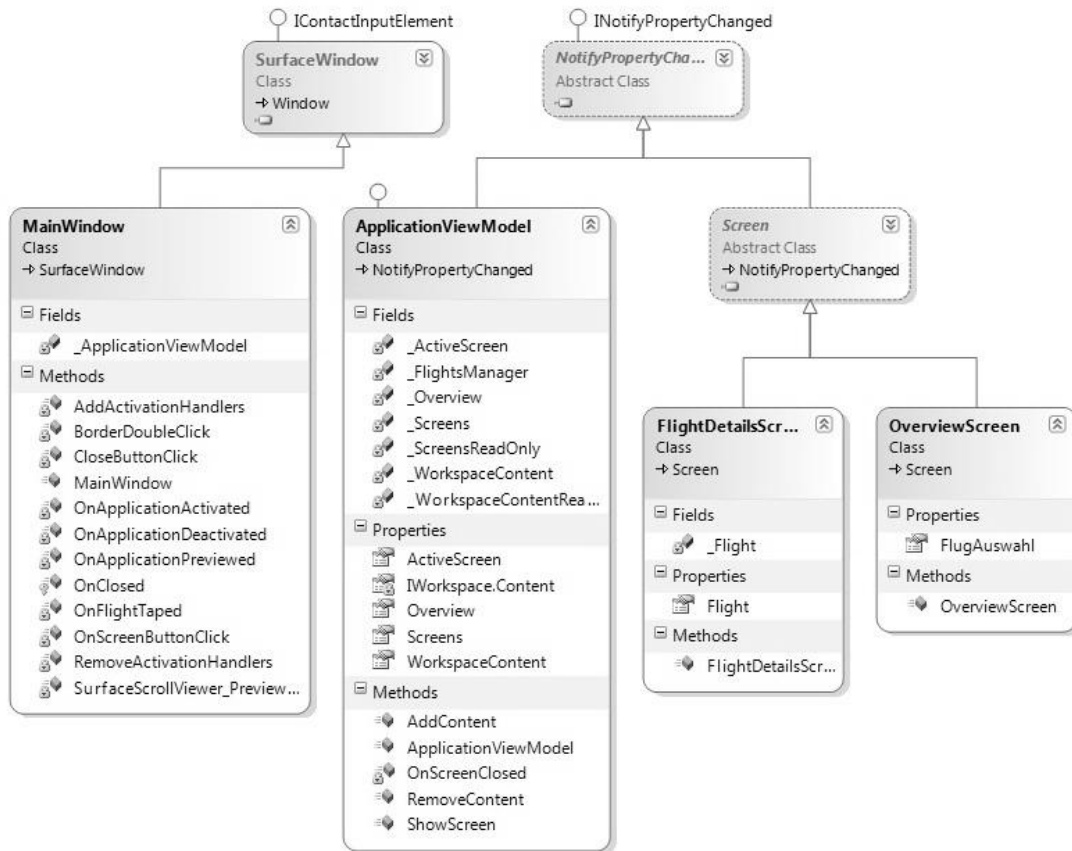 IContactInputElement
SurfaceWindow
Class
Window
INotifyPropertyChanged
NotifyPropertyCha...
Abstract Class
MainWindow
Class
SurfaceWindow
Fields
_ApplicationViewModel
Methods
AddActivationHandlers
BorderDoubleClick
CloseButtonClick
MainWindow
OnApplicationActivated
OnApplicationDeactivated
OnApplicationPreviewed
OnClosed
OnFlightTaped
OnScreenButtonClick
RemoveActivationHandlers
SurfaceScrollViewer_Preview...
ApplicationViewModel
Class
NotifyPropertyChanged
Fields
_ActiveScreen
_FlightsManager
_Overview
_Screens
_ScreensReadOnly
_WorkspaceContent
_WorkspaceContentRea...
Properties
ActiveScreen
IWorkspace.Content
Overview
Screens
WorkspaceContent
Methods
AddContent
ApplicationViewModel
OnScreenClosed
RemoveContent
ShowScreen
Screen
Abstract Class
NotifyPropertyChanged
FlightDetailsScr...
Class
Screen
Fields
_Flight
Properties
Flight
Methods
FlightDetailsScr...
OverviewScreen
Class
Screen
Properties
FlugAuswahl
Methods
OverviewScreen